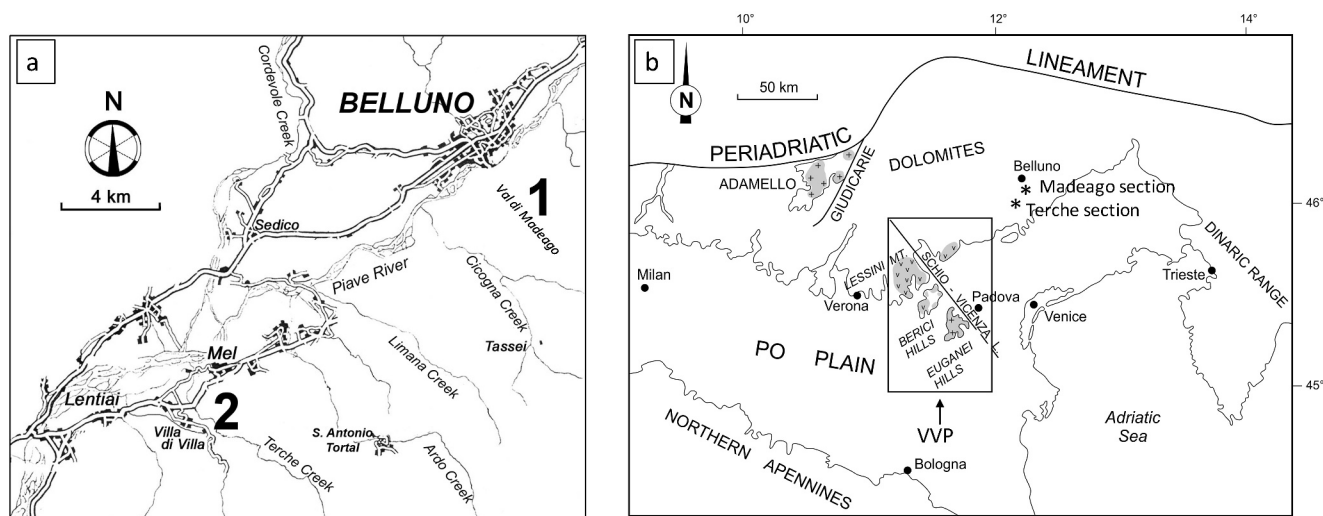 a
N
4 km
Cordevole Creek
BELLUNO
1
Val di Madeago
Sedico
Piave River
Cicogna Creek
Tassei
Mel
Limana Creek
Lentiai
2
Villa
di Villa
S. Antonio
Tortal
Terche Creek
Ardo Creek
b
10°
12°
14°
N
50 km
LINEAMENT
PERIADRATIC
ADAMELLO
GIUDICARIE
DOLOMITES
Belluno
* Madeago section
* Terche section
46°
DINARIC RANGE
Milan
LESSINI MT.
SCHIO - VICENZA L.
Verona
Padova
Venice
Trieste
BERICI
HILLS
EUGANEI
HILLS
PO PLAIN
45°
VVP
Adriatic
Sea
NORTHERN APENNINES
Bologna